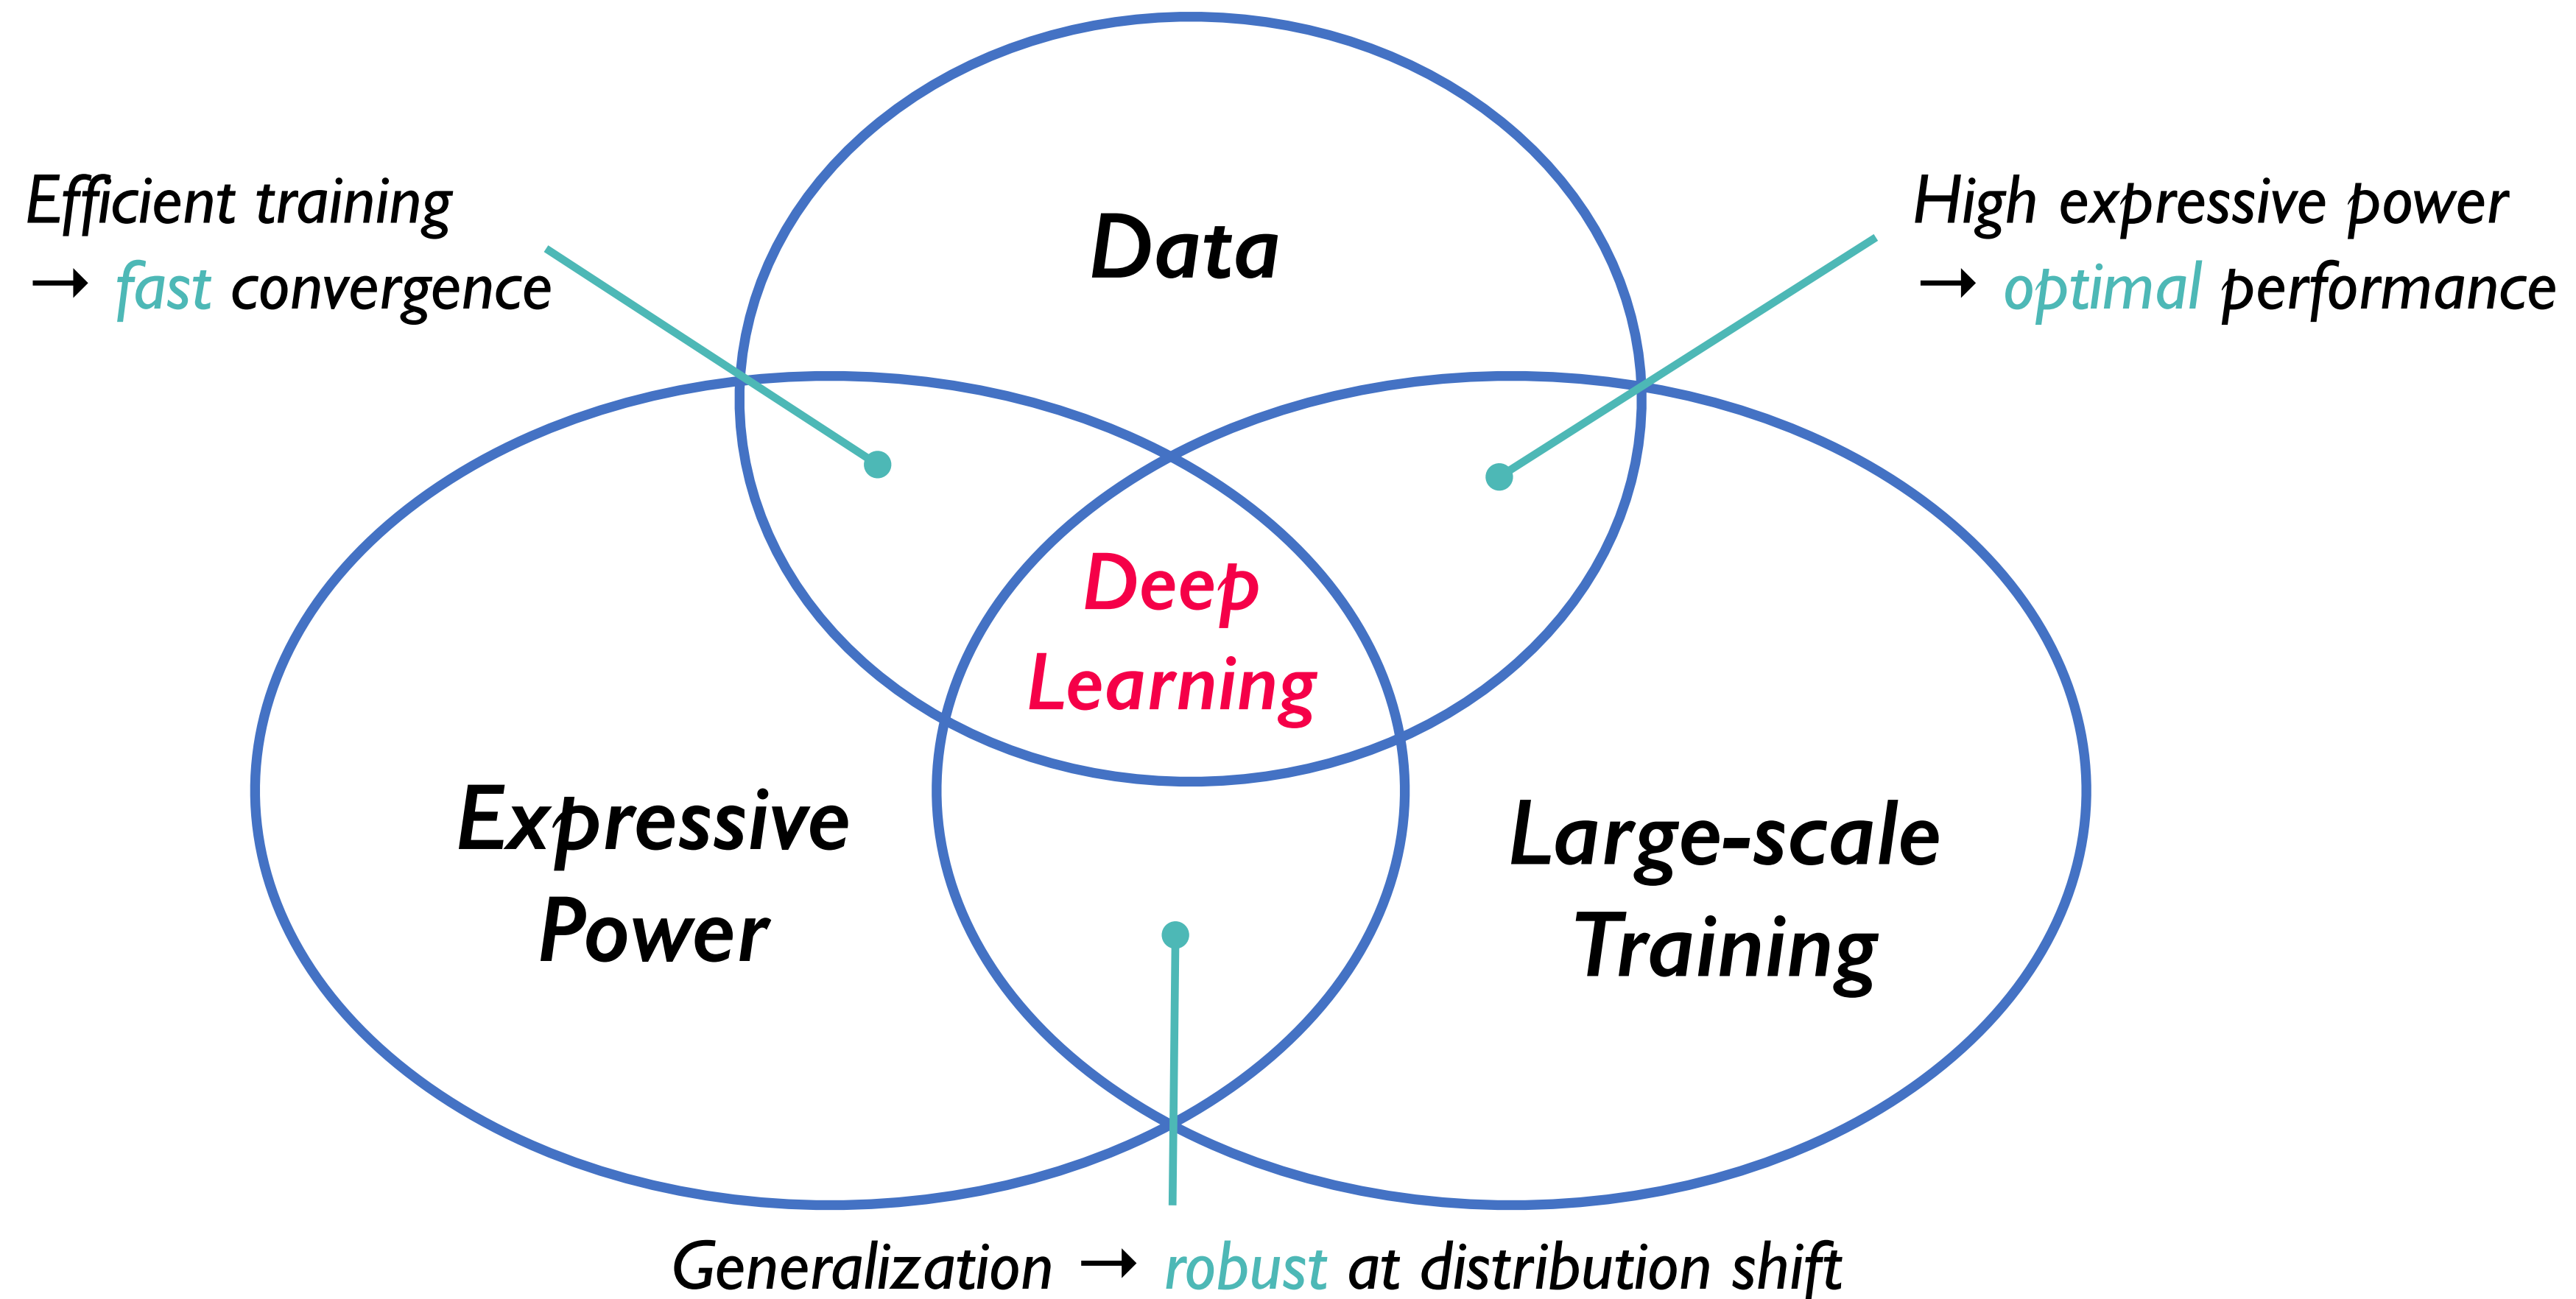 Data
Efficient training
→ fast convergence
High expressive power
→ optimal performance
Deep
Learning
Expressive
Power
Large-scale
Training
Generalization → robust at distribution shift